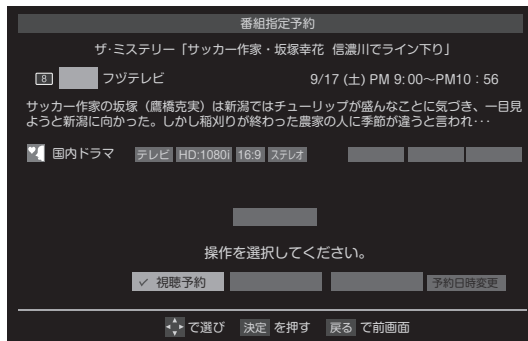 番組指定予約
ザ・ミステリー「サッカー作家・坂塚幸花 信濃川でライン下り」
8 フヅテレビ 9/17 (土) PM 9:00～PM10：56
サッカー作家の坂塚（鷹橋克実）は新潟ではチューリップが盛んなことに気づき、一目見
ようと新潟に向かった。しかし稲刈りが終わった農家の人に季節が違うと言われ･･･
国内ドラマ テレビ HD:1080i 16:9 ステレオ
操作を選択してください。
✓ 視聴予約 予約日時変更
で選び 決定 を押す 戻る で前画面